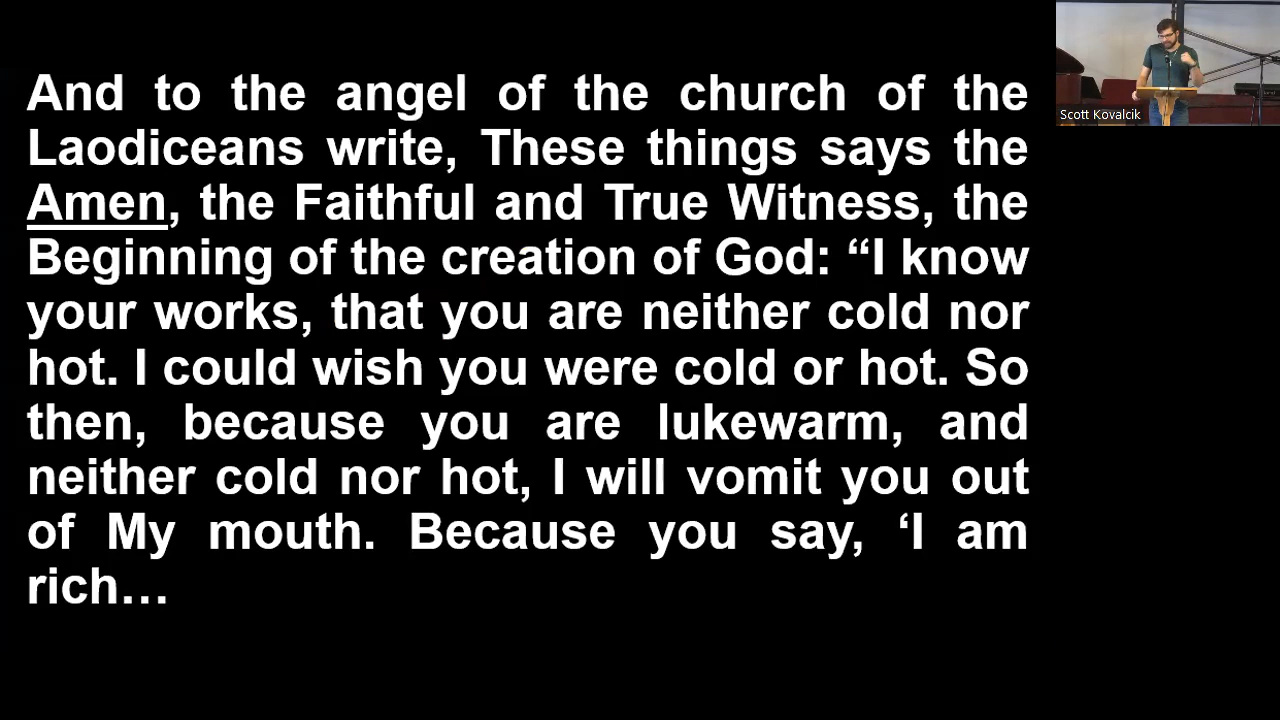 And to the angel of the church of the
Laodiceans write, These things says the
Amen, the Faithful and True Witness, the
Beginning of the creation of God: “I know
your works, that you are neither cold nor
hot. I could wish you were cold or hot. So
then, because you are lukewarm, and
neither cold nor hot, I will vomit you out
of My mouth. Because you say, ‘I am
rich…
Scott Kovalcik